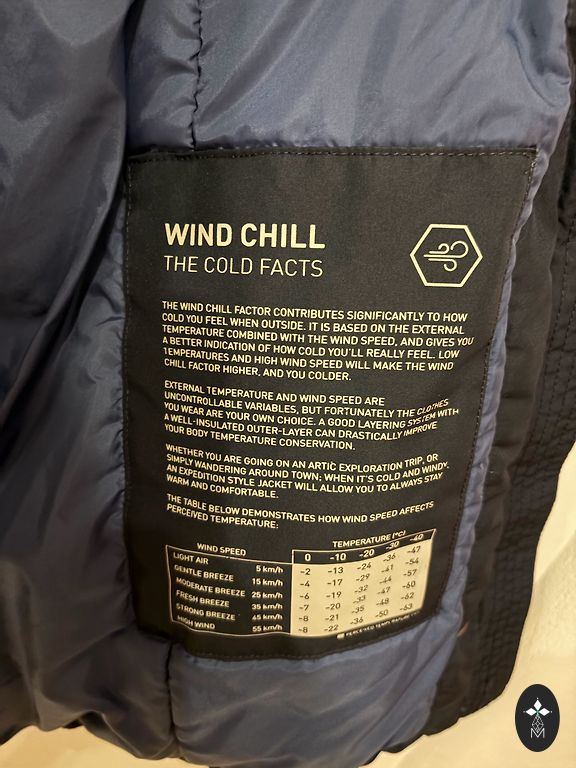 WIND CHILL
THE COLD FACTS
THE WIND CHILL FACTOR CONTRIBUTES SIGNIFICANTLY TO HOW
COLD YOU FEEL WHEN OUTSIDE. IT IS BASED ON THE EXTERNAL
TEMPERATURE COMBINED WITH THE WIND SPEED, AND GIVES YOU
A BETTER INDICATION OF HOW COLD YOU'LL REALLY FEEL. LOW
TEMPERATURES AND HIGH WIND SPEED WILL MAKE THE WIND
CHILL FACTOR HIGHER, AND YOU COLDER.
EXTERNAL TEMPERATURE AND WIND SPEED ARE
UNCONTROLLABLE VARIABLES, BUT FORTUNATELY THE CLOTHES
YOU WEAR ARE YOUR OWN CHOICE. A GOOD LAYERING SYSTEM WITH
A WELL-INSULATED OUTER-LAYER CAN DRASTICALLY IMPROVE
YOUR BODY TEMPERATURE CONSERVATION.
WHETHER YOU ARE GOING ON AN ARTIC EXPLORATION TRIP, OR
SIMPLY WANDERING AROUND TOWN; WHEN IT'S COLD AND WINDY,
AN EXPEDITION STYLE JACKET WILL ALLOW YOU TO ALWAYS STAY
WARM AND COMFORTABLE.
THE TABLE BELOW DEMONSTRATES HOW WIND SPEED AFFECTS
PERCEIVED TEMPERATURE:
WIND SPEED TEMPERATURE (°C)
0 -10 -20 -30 -40
LIGHT AIR 5 km/h -2 -13 -24 -36 -47
GENTLE BREEZE 15 km/h -4 -17 -29 -41 -54
MODERATE BREEZE 25 km/h -6 -19 -32 -44 -57
FRESH BREEZE 35 km/h -7 -20 -33 -47 -60
STRONG BREEZE 45 km/h -8 -21 -35 -48 -62
HIGH WIND 55 km/h -8 -22 -36 -50 -63
PERCEIVED TEMPERATURE
M